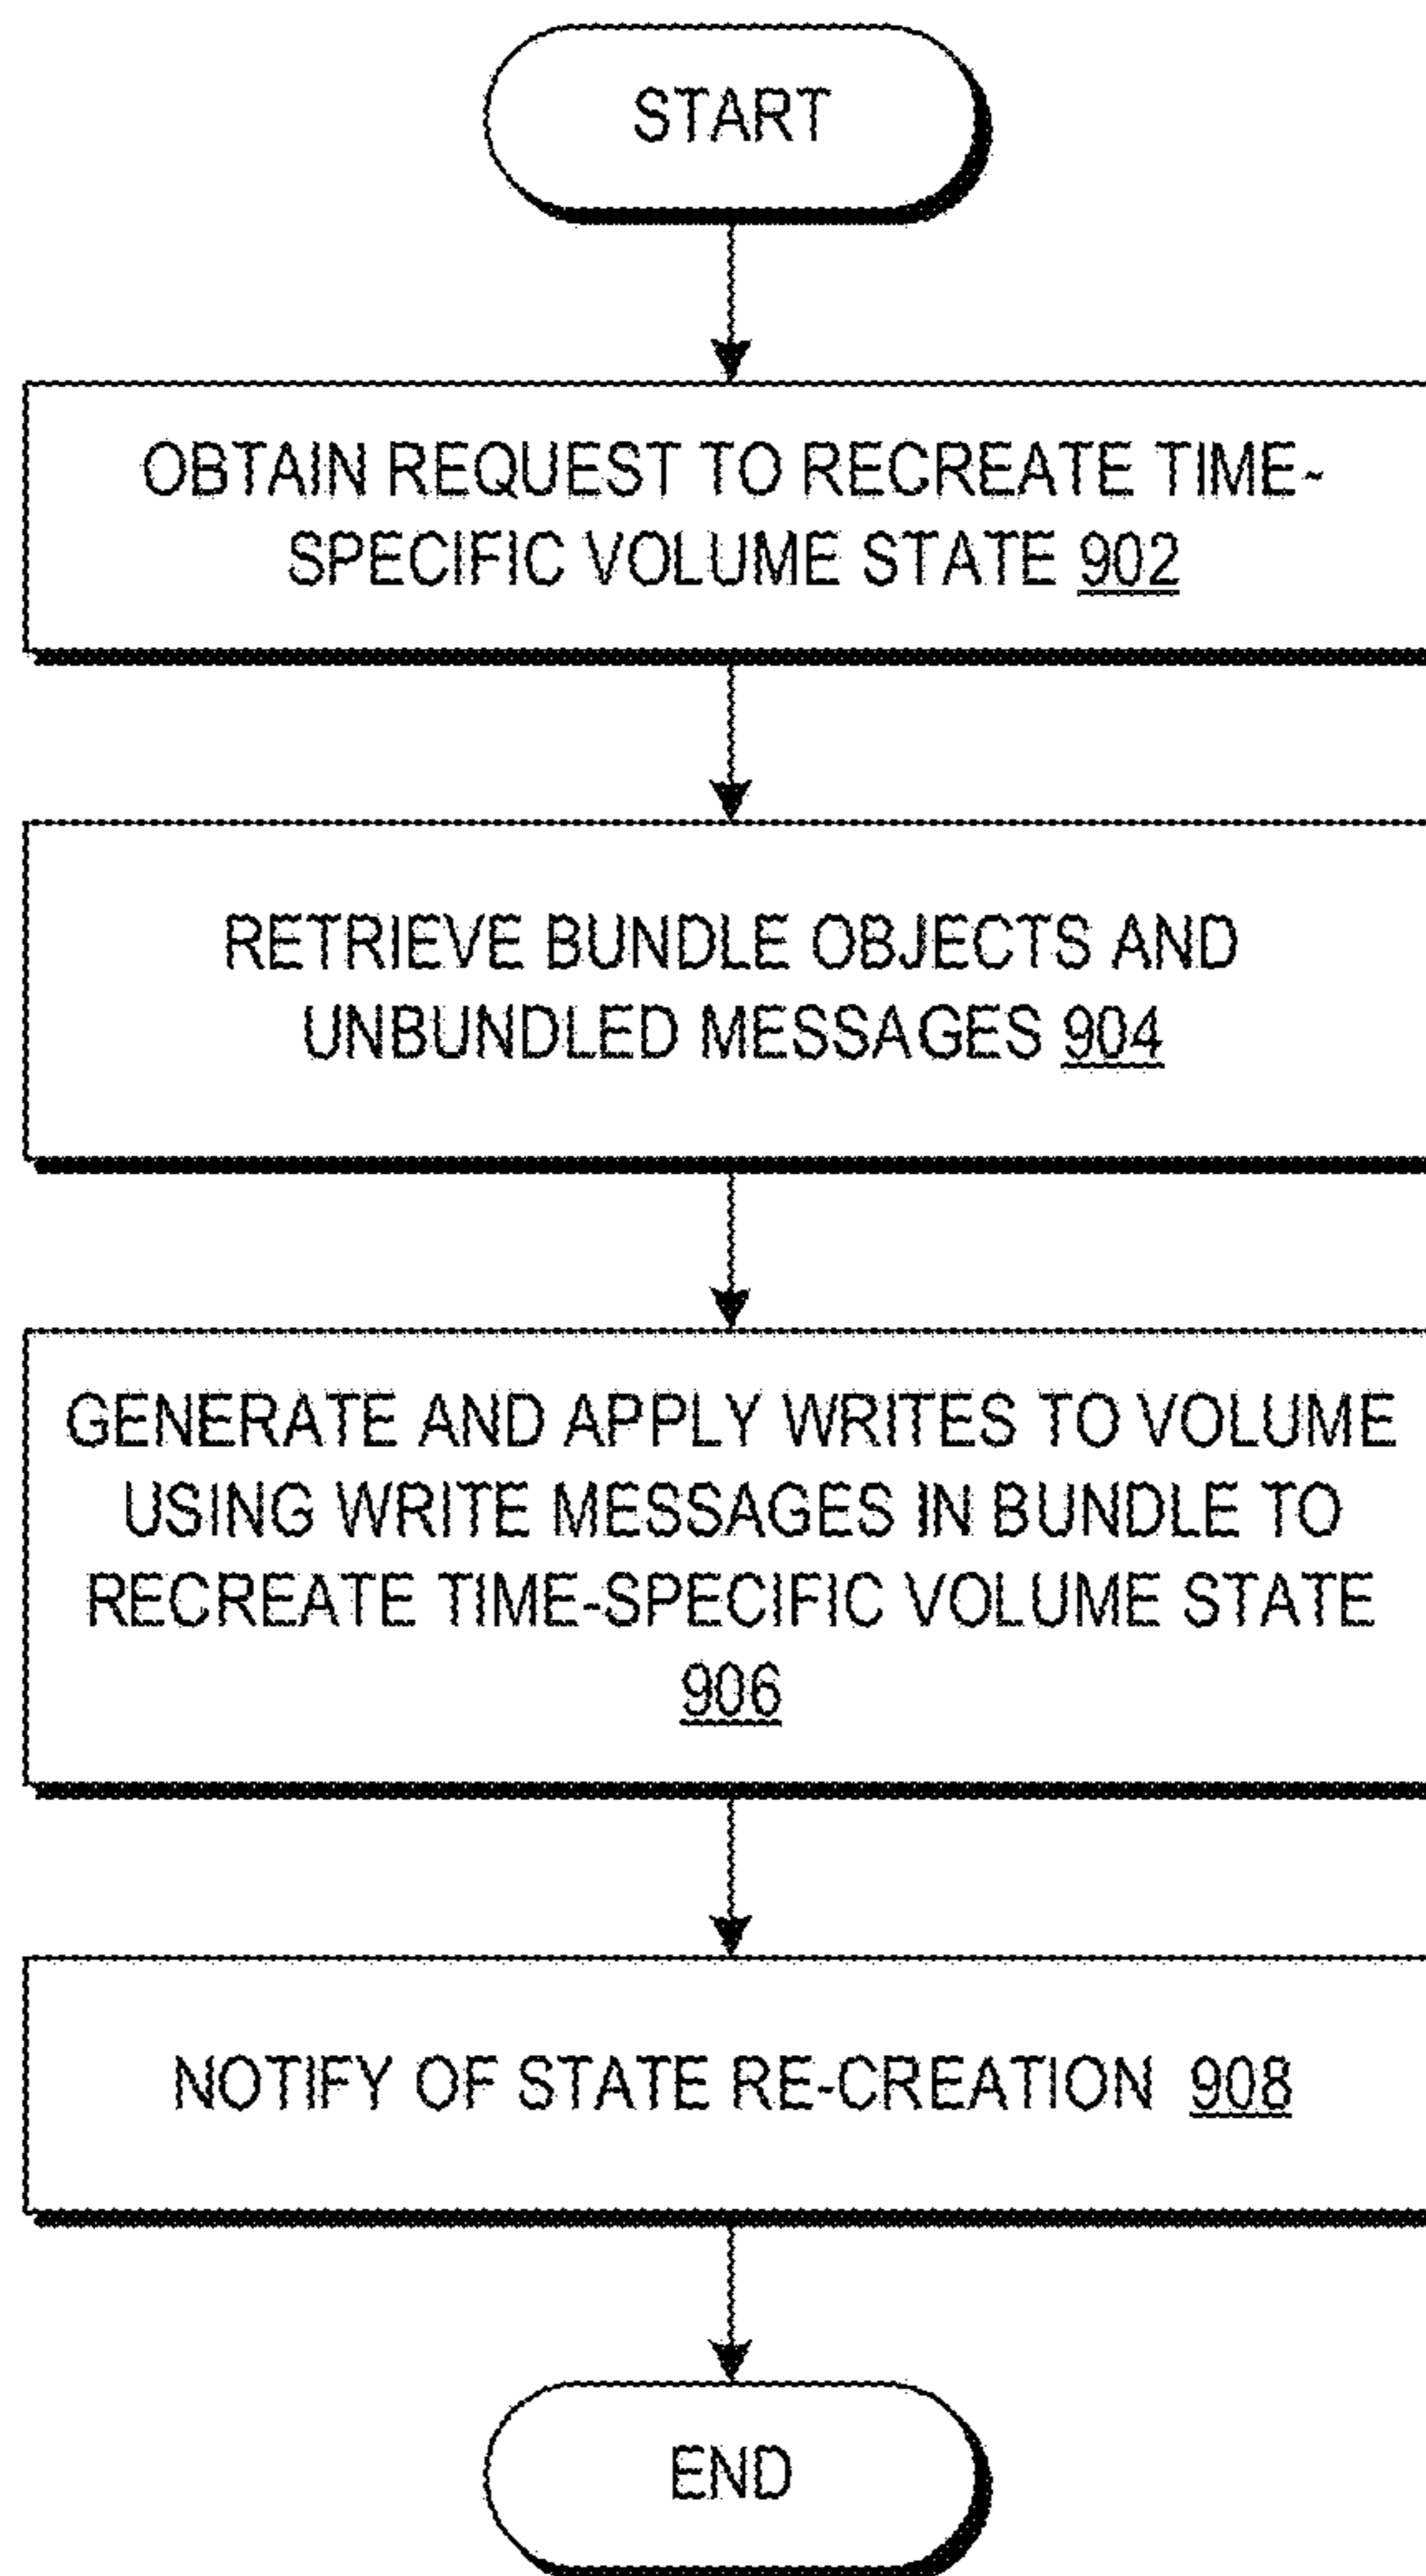 START
OBTAIN REQUEST TO RECREATE TIME-
SPECIFIC VOLUME STATE 902
RETRIEVE BUNDLE OBJECTS AND
UNBUNDLED MESSAGES 904
GENERATE AND APPLY WRITES TO VOLUME
USING WRITE MESSAGES IN BUNDLE TO
RECREATE TIME-SPECIFIC VOLUME STATE
906
NOTIFY OF STATE RE-CREATION 908
END